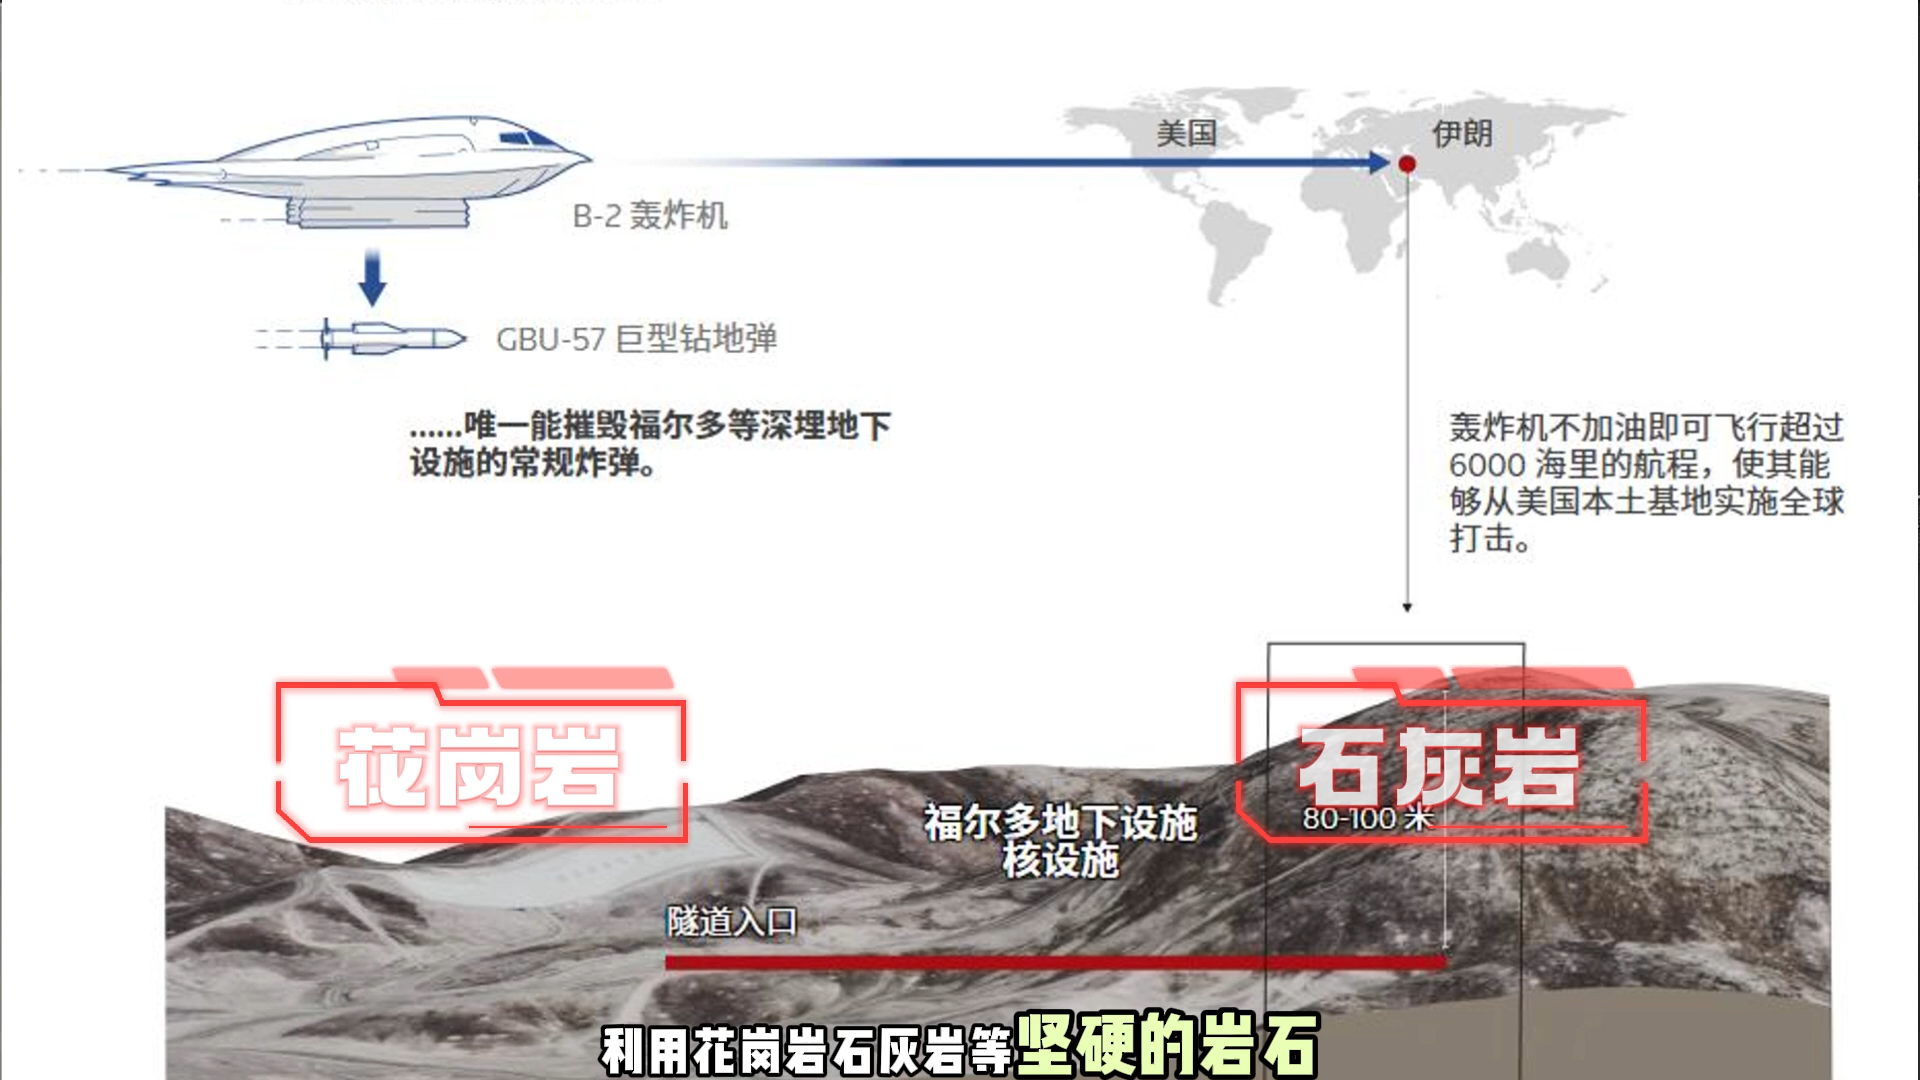 美国
伊朗
B-2 轰炸机
GBU-57 巨型钻地弹
……唯一能摧毁福尔多等深埋地下
设施的常规炸弹。
轰炸机不加油即可飞行超过
6000 海里的航程，使其能
够从美国本土基地实施全球
打击。
花岗岩
石灰岩
80-100 米
福尔多地下设施
核设施
隧道入口
利用花岗岩石灰岩等坚硬的岩石